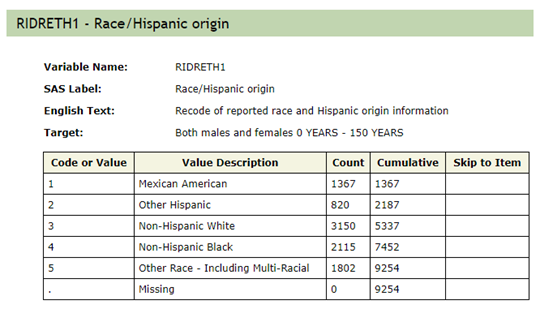 RIDRETH1 - Race/Hispanic origin
Variable Name: RIDRETH1
SAS Label: Race/Hispanic origin
English Text: Recode of reported race and Hispanic origin information
Target: Both males and females 0 YEARS - 150 YEARS
Code or Value Value Description Count Cumulative Skip to Item
1 Mexican American 1367 1367
2 Other Hispanic 820 2187
3 Non-Hispanic White 3150 5337
4 Non-Hispanic Black 2115 7452
5 Other Race - Including Multi-Racial 1802 9254
. Missing 0 9254